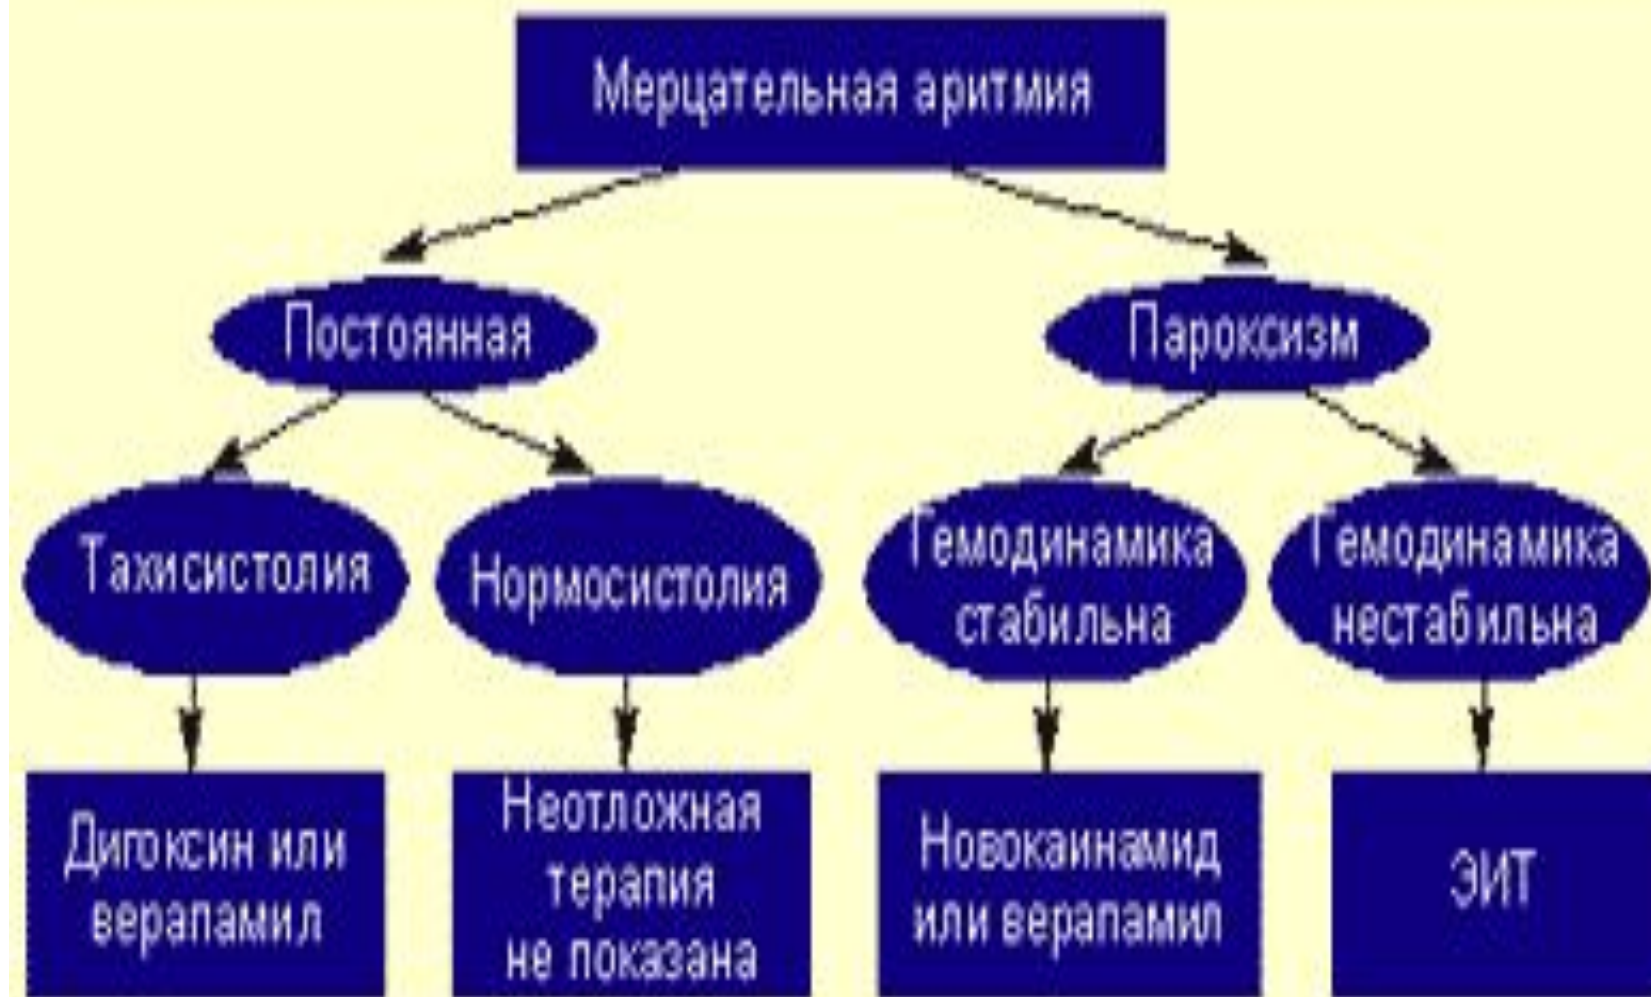 Мерцательная аритмия
Постоянная
Пароксизм
Тахисистолия
Нормосистолия
Гемодинамика
стабильна
Гемодинамика
нестабильна
Дигоксин или
верапамил
Неотложная
терапия
не показана
Новокаинамид
или верапамил
ЭИТ